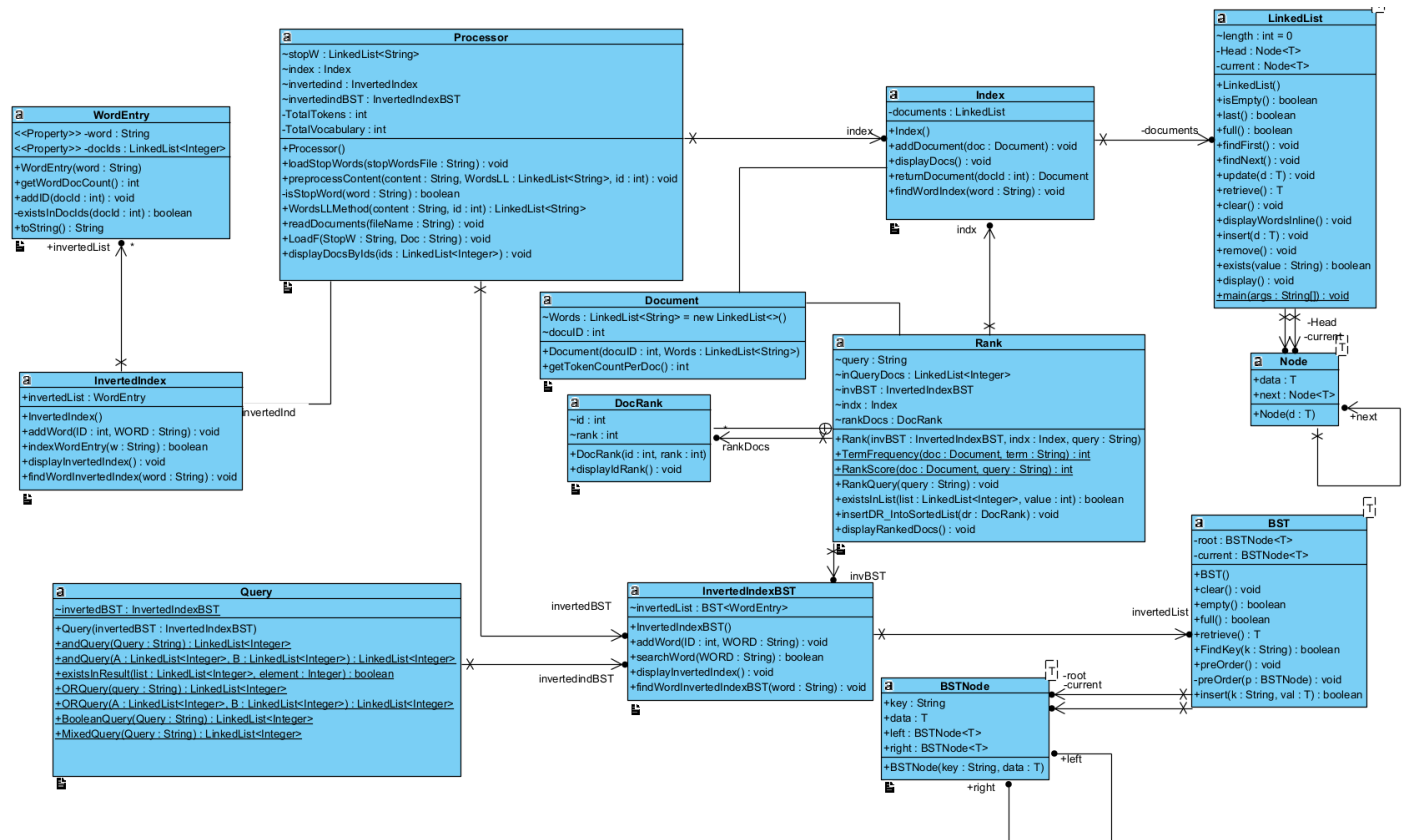 LinkedList
~length : int = 0
-Head : Node<T>
-current : Node<T>
+LinkedList()
+isEmpty() : boolean
+last() : boolean
+full() : boolean
+findFirst() : void
+findNext() : void
+update(d : T) : void
+retrieve() : T
+clear() : void
+displayWordsInline() : void
+insert(d : T) : void
+remove() : void
+exists(value : String) : boolean
+display() : void
+main(args : String[]) : void
Processor
~stopW : LinkedList<String>
~index : Index
~invertedind : InvertedIndex
~invertedindBST : InvertedIndexBST
-TotalTokens : int
-TotalVocabulary : int
+Processor()
+loadStopWords(stopWordsFile : String) : void
+preprocessContent(content : String, WordsLL : LinkedList<String>, id : int) : void
-isStopWord(word : String) : boolean
+WordsLLMethod(content : String, id : int) : LinkedList<String>
+readDocuments(fileName : String) : void
+LoadF(StopW : String, Doc : String) : void
+displayDocsByIds(ids : LinkedList<Integer>) : void
index
Index
-documents : LinkedList
+Index()
+addDocument(doc : Document) : void
+displayDocs() : void
+returnDocument(docId : int) : Document
+findWordIndex(word : String) : void
-documents
indx
WordEntry
<<Property>> -word : String
<<Property>> -docIds : LinkedList<Integer>
+WordEntry(word : String)
+getWordDocCount() : int
+addID(docId : int) : void
-existsInDocIds(docId : int) : boolean
+toString() : String
+invertedList
*
Document
~Words : LinkedList<String> = new LinkedList<>()
~docuID : int
+Document(docuID : int, Words : LinkedList<String>)
+getTokenCountPerDoc() : int
-Head
-current
T
Node
+data : T
+next : Node<T>
+Node(d : T)
+next
Rank
~query : String
~inQueryDocs : LinkedList<Integer>
~invBST : InvertedIndexBST
~indx : Index
~rankDocs : DocRank
+Rank(invBST : InvertedIndexBST, indx : Index, query : String)
+TermFrequency(doc : Document, term : String) : int
+RankScore(doc : Document, query : String) : int
+RankQuery(query : String) : void
+existsInList(list : LinkedList<Integer>, value : int) : boolean
+insertDR_IntoSortedList(dr : DocRank) : void
+displayRankedDocs() : void
InvertedIndex
+invertedList : WordEntry
+InvertedIndex()
+addWord(ID : int, WORD : String) : void
+indexWordEntry(w : String) : boolean
+displayInvertedIndex() : void
+findWordInvertedIndex(word : String) : void
invertedInd
DocRank
~id : int
~rank : int
+DocRank(id : int, rank : int)
+displayIdRank() : void
*
rankDocs
invBST
T
BST
-root : BSTNode<T>
-current : BSTNode<T>
+BST()
+clear() : void
+empty() : boolean
+full() : boolean
+retrieve() : T
+FindKey(k : String) : boolean
+preOrder() : void
-preOrder(p : BSTNode) : void
+insert(k : String, val : T) : boolean
Query
~invertedBST : InvertedIndexBST
+Query(invertedBST : InvertedIndexBST)
+andQuery(Query : String) : LinkedList<Integer>
+andQuery(A : LinkedList<Integer>, B : LinkedList<Integer>) : LinkedList<Integer>
+existsInResult(list : LinkedList<Integer>, element : Integer) : boolean
+ORQuery(query : String) : LinkedList<Integer>
+ORQuery(A : LinkedList<Integer>, B : LinkedList<Integer>) : LinkedList<Integer>
+BooleanQuery(Query : String) : LinkedList<Integer>
+MixedQuery(Query : String) : LinkedList<Integer>
invertedBST
invertedindBST
InvertedIndexBST
~invertedList : BST<WordEntry>
+InvertedIndexBST()
+addWord(ID : int, WORD : String) : void
+searchWord(WORD : String) : boolean
+displayInvertedIndex() : void
+findWordInvertedIndexBST(word : String) : void
invertedList
T
-root
-current
BSTNode
+key : String
+data : T
+left : BSTNode<T>
+right : BSTNode<T>
+BSTNode(key : String, data : T)
+left
+right